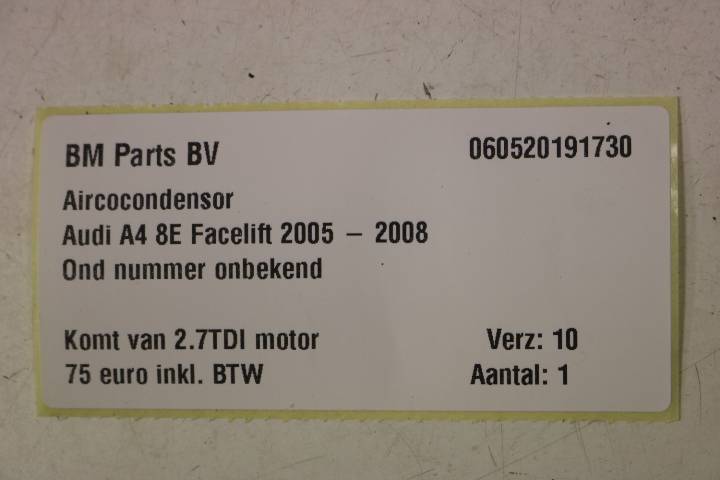 BM Parts BV 060520191730
Aircocondensor
Audi A4 8E Facelift 2005 – 2008
Ond nummer onbekend
Komt van 2.7TDI motor Verz: 10
75 euro inkl. BTW Aantal: 1